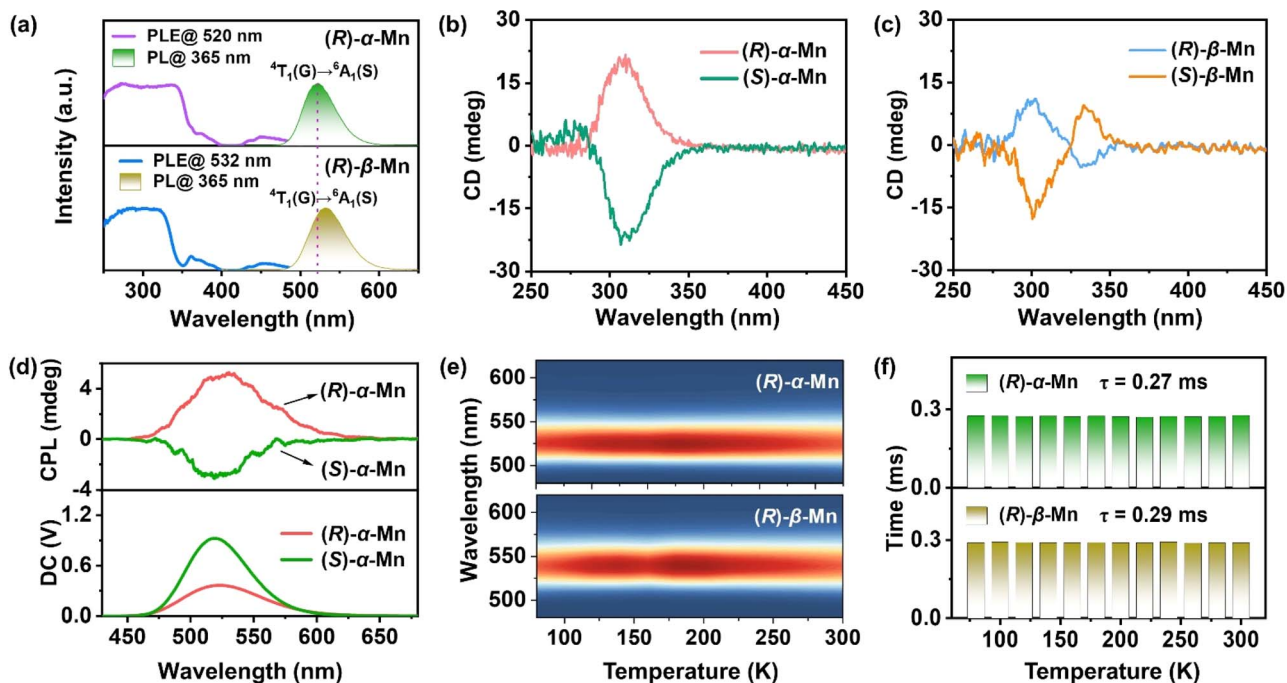 (a)
PLE@ 520 nm
PL@ 365 nm
(R)-α-Mn
⁴T₁(G)→⁶A₁(S)
PLE@ 532 nm
PL@ 365 nm
(R)-β-Mn
⁴T₁(G)→⁶A₁(S)
Intensity (a.u.)
300 400 500 600
Wavelength (nm)
(b)
(R)-α-Mn
(S)-α-Mn
CD (mdeg)
30
15
0
-15
-30
250 300 350 400 450
Wavelength (nm)
(c)
(R)-β-Mn
(S)-β-Mn
CD (mdeg)
30
15
0
-15
-30
250 300 350 400 450
Wavelength (nm)
(d)
CPL (mdeg)
4
0
-4
(R)-α-Mn
(S)-α-Mn
DC (V)
1.2
0.6
0.0
(R)-α-Mn
(S)-α-Mn
450 500 550 600 650
Wavelength (nm)
(e)
Wavelength (nm)
600
550
500
(R)-α-Mn
600
550
500
(R)-β-Mn
100 150 200 250 300
Temperature (K)
(f)
Time (ms)
0.3
0.0
(R)-α-Mn τ = 0.27 ms
0.3
0.0
(R)-β-Mn τ = 0.29 ms
100 150 200 250 300
Temperature (K)